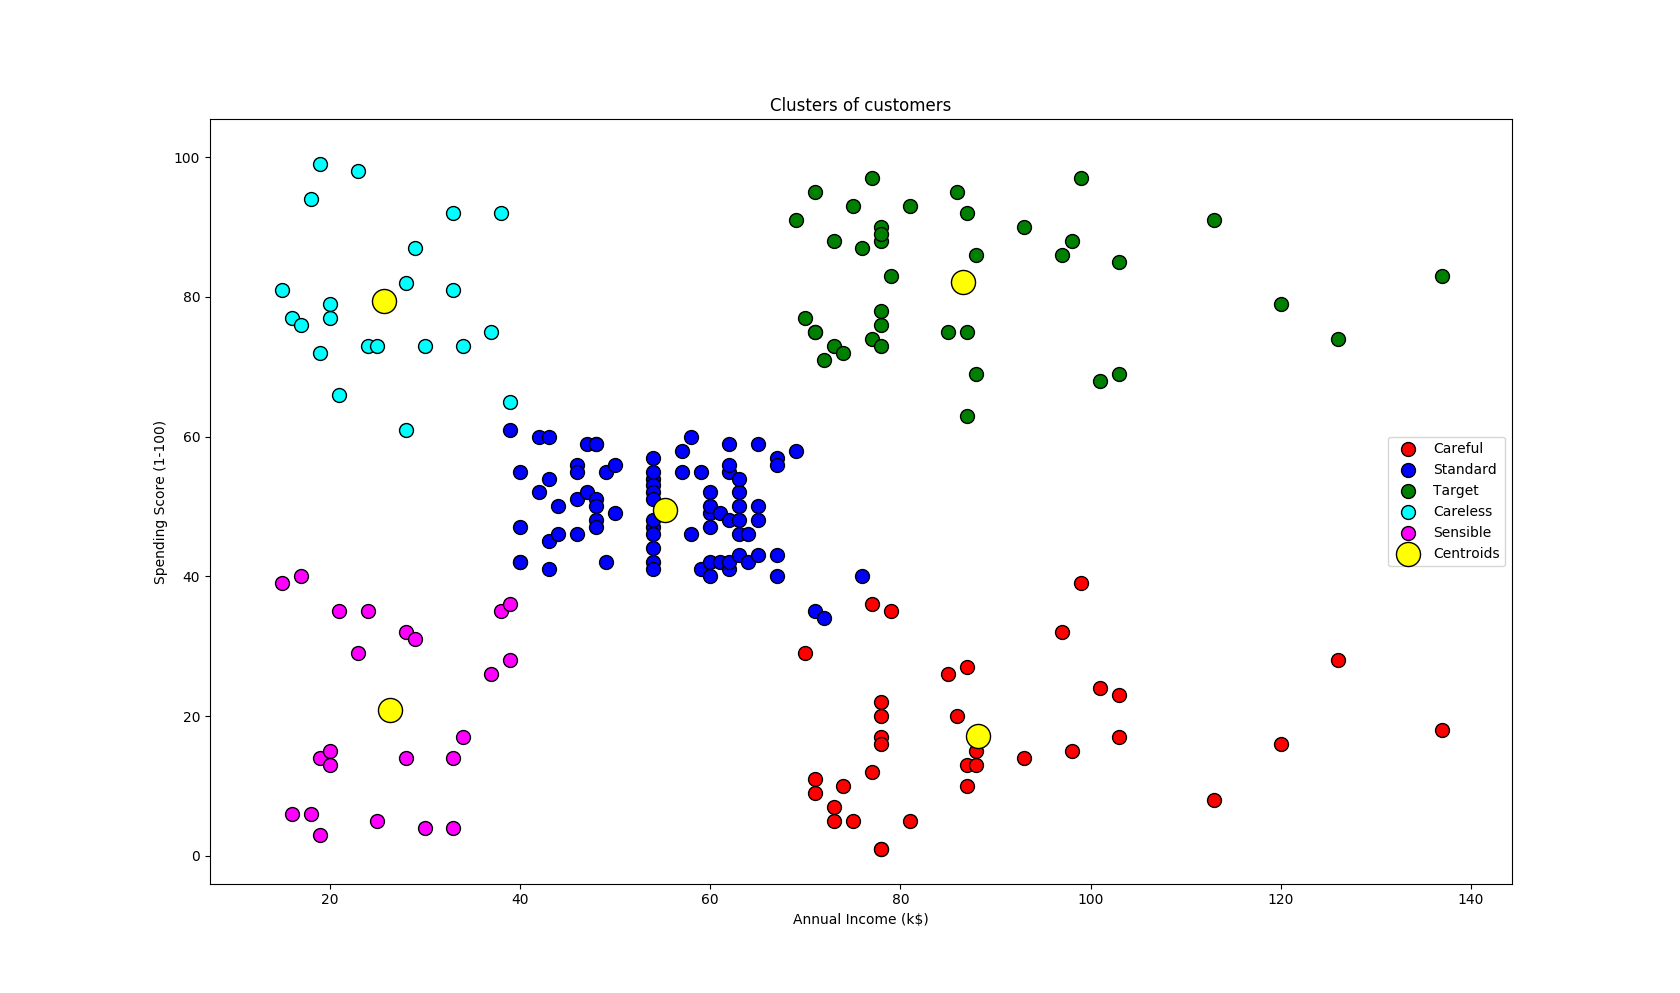 Clusters of customers
Spending Score (1-100)
100
80
60
40
20
0
Careful
Standard
Target
Careless
Sensible
Centroids
20 40 60 80 100 120 140
Annual Income (k$)